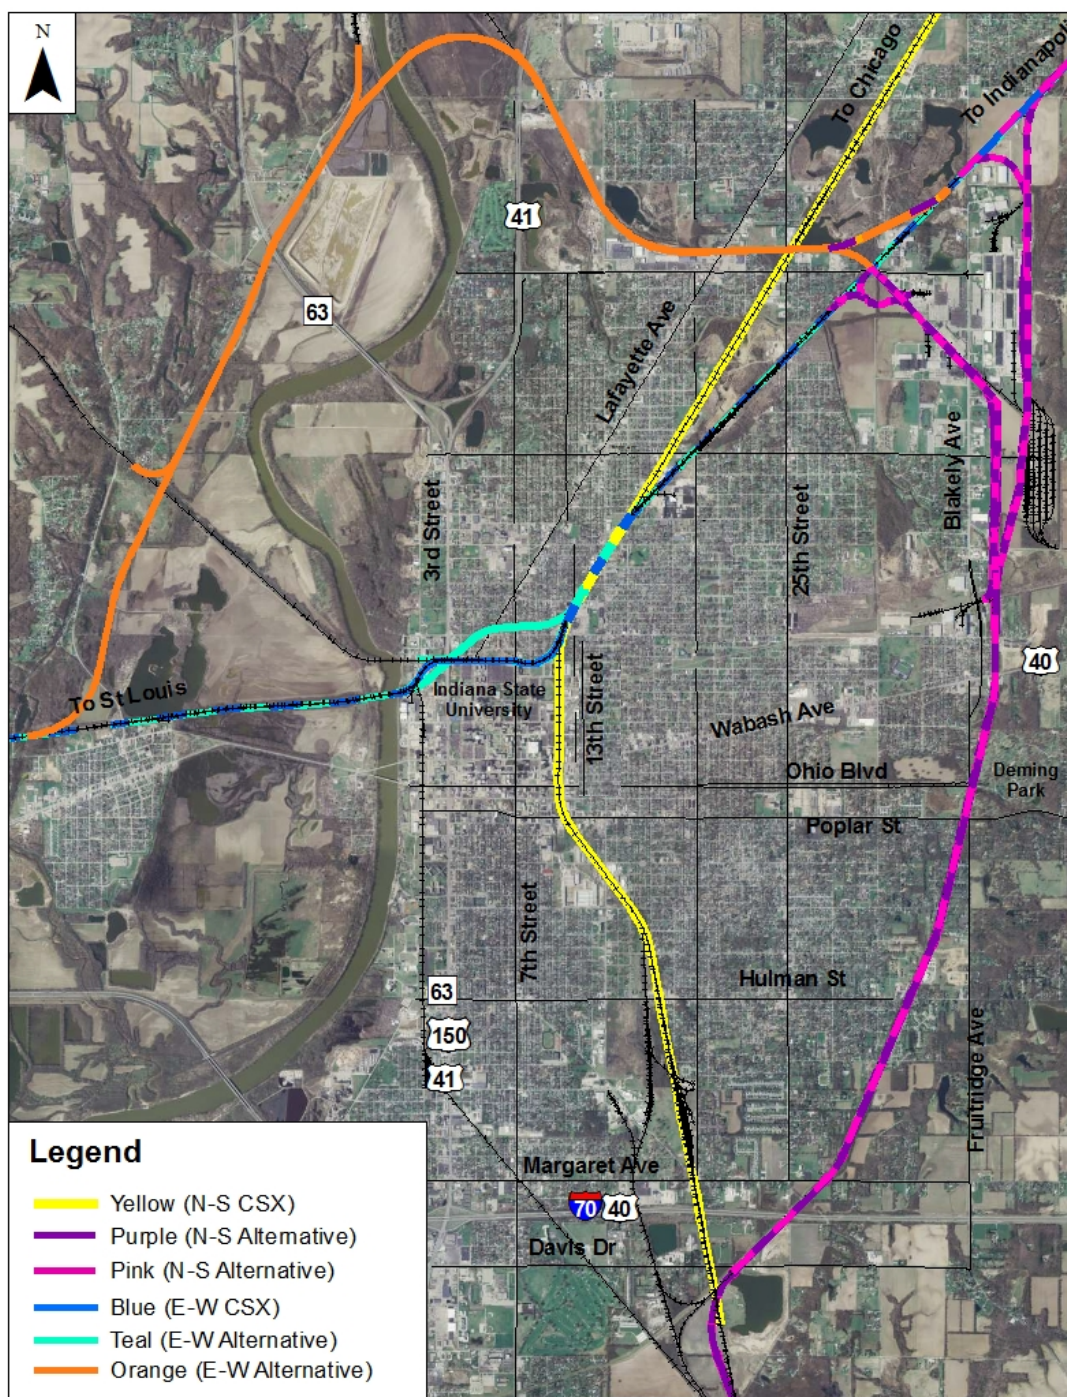 N
To Chicago
To Indianapoli
41
63
Lafayette Ave
3rd Street
25th Street
Blakely Ave
40
To St Louis
Indiana State
University
13th Street
Wabash Ave
Ohio Blvd
Deming
Park
Poplar St
7th Street
Hulman St
63
150
41
Fruitridge Ave
Margaret Ave
70
40
Davis Dr
Legend
Yellow (N-S CSX)
Purple (N-S Alternative)
Pink (N-S Alternative)
Blue (E-W CSX)
Teal (E-W Alternative)
Orange (E-W Alternative)